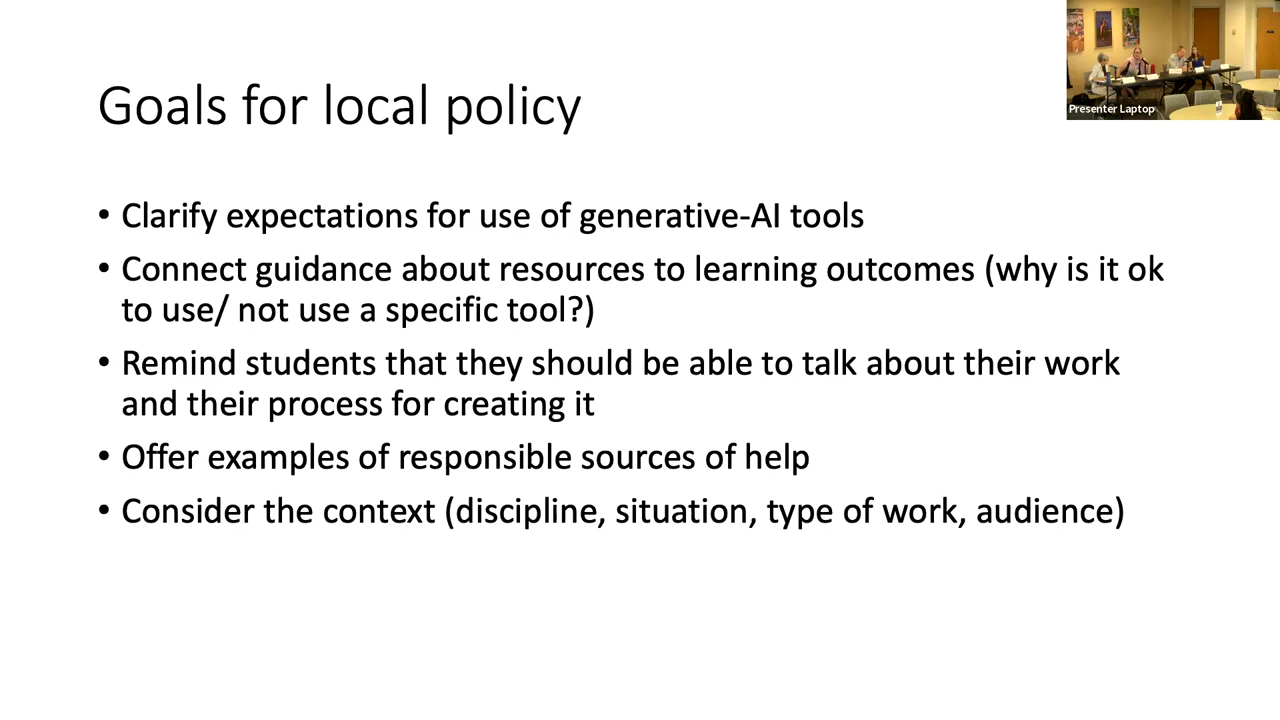 Presenter Laptop
Goals for local policy
• Clarify expectations for use of generative-AI tools
• Connect guidance about resources to learning outcomes (why is it ok
to use/ not use a specific tool?)
• Remind students that they should be able to talk about their work
and their process for creating it
• Offer examples of responsible sources of help
• Consider the context (discipline, situation, type of work, audience)